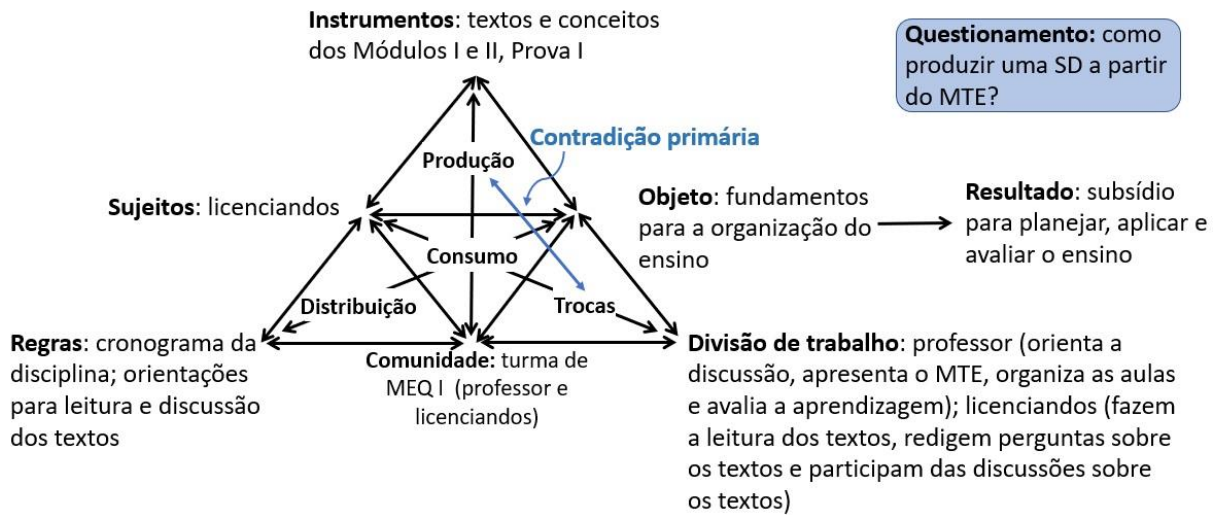 Instrumentos: textos e conceitos
dos Módulos I e II, Prova I
Questionamento: como
produzir uma SD a partir
do MTE?
Contradição primária
Produção
Sujeitos: licenciandos
Objeto: fundamentos
para a organização do
ensino
Resultado: subsídio
para planejar, aplicar e
avaliar o ensino
Consumo
Distribuição
Trocas
Regras: cronograma da
disciplina; orientações
para leitura e discussão
dos textos
Comunidade: turma de
MEQ I (professor e
licenciandos)
Divisão de trabalho: professor (orienta a
discussão, apresenta o MTE, organiza as aulas
e avalia a aprendizagem); licenciandos (fazem
a leitura dos textos, redigem perguntas sobre
os textos e participam das discussões sobre
os textos)